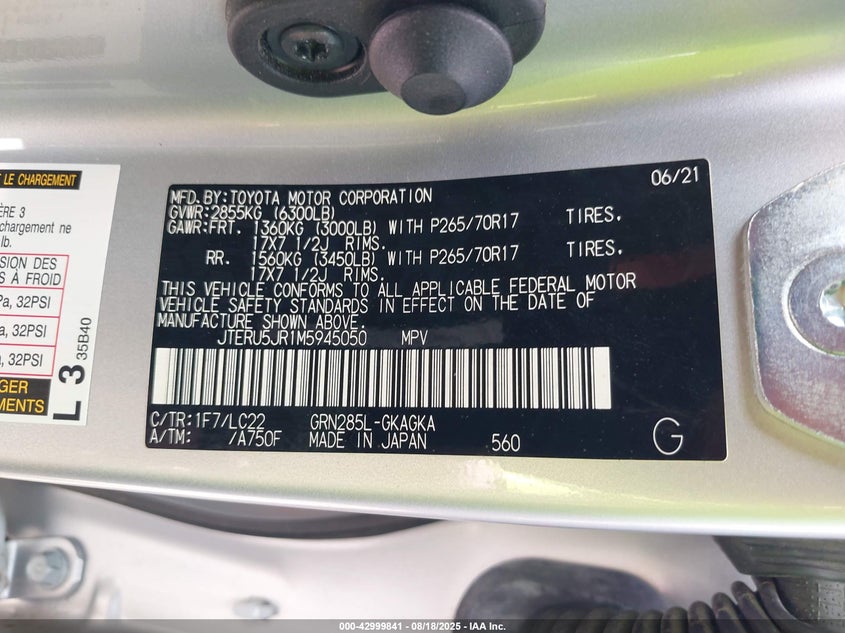 T LE CHARGEMENT
ÈRE 3
chargement ne
lb.
SSION DES
S À FROID
Pa, 32PSI
a, 32PSI
a, 32PSI
GER
EMENTS
L 3
35B40
06/21
MFD.BY:TOYOTA MOTOR CORPORATION
GVWR:2855KG (6300LB)
GAWR:FRT. 1360KG (3000LB) WITH P265/70R17 TIRES,
17X7 1/2J RIMS.
RR. 1560KG (3450LB) WITH P265/70R17 TIRES,
17X7 1/2J RIMS.
THIS VEHICLE CONFORMS TO ALL APPLICABLE FEDERAL MOTOR
VEHICLE SAFETY STANDARDS IN EFFECT ON THE DATE OF
MANUFACTURE SHOWN ABOVE.
JTERU5JR1M5945050 MPV
C/TR:1F7/LC22 GRN285L-GKAGKA
A/TM: /A750F MADE IN JAPAN 560
G
000-42999841 - 08/18/2025 - IAA Inc.